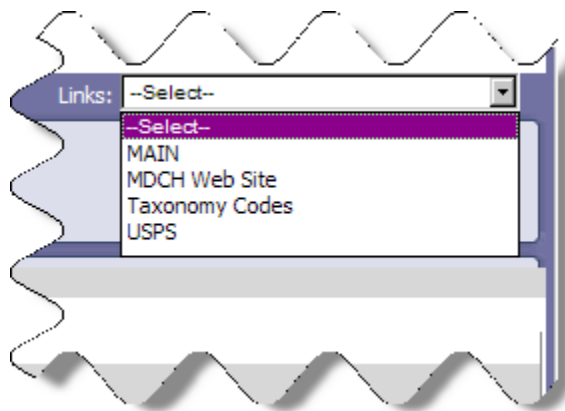 Links: --Select--
--Select--
MAIN
MDCH Web Site
Taxonomy Codes
USPS